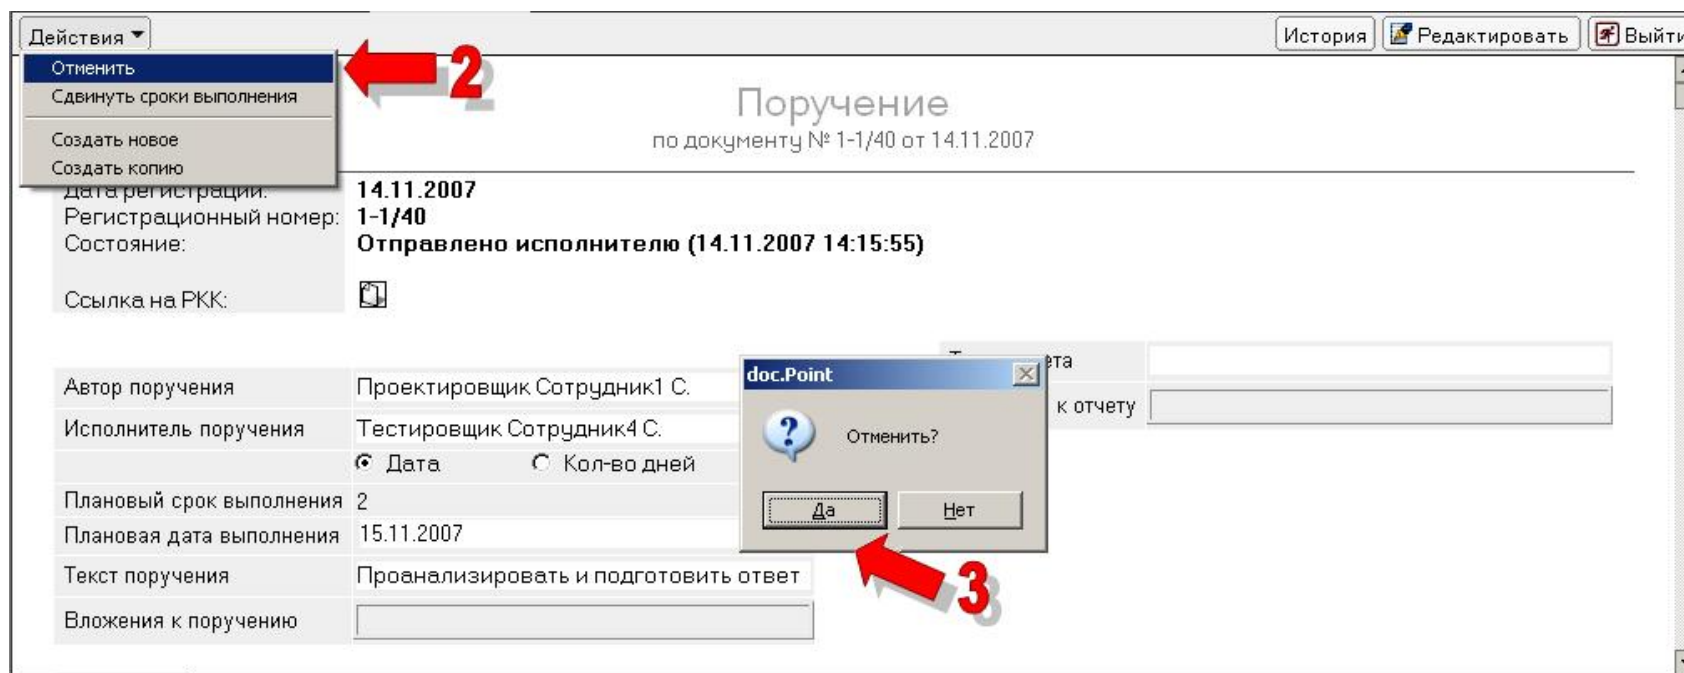 Действия
История Редактировать Выйти
Отменить
Сдвинуть сроки выполнения
Создать новое
Создать копию
2
Поручение
по документу № 1-1/40 от 14.11.2007
Дата регистрации: 14.11.2007
Регистрационный номер: 1-1/40
Состояние: Отправлено исполнителю (14.11.2007 14:15:55)
Ссылка на РКК:
Автор поручения Проектировщик Сотрудник1 С.
Исполнитель поручения Тестировщик Сотрудник4 С.
Дата Кол-во дней
Плановый срок выполнения 2
Плановая дата выполнения 15.11.2007
Текст поручения Проанализировать и подготовить ответ
Вложения к поручению
к отчету
doc.Point
Отменить?
Да Нет
3